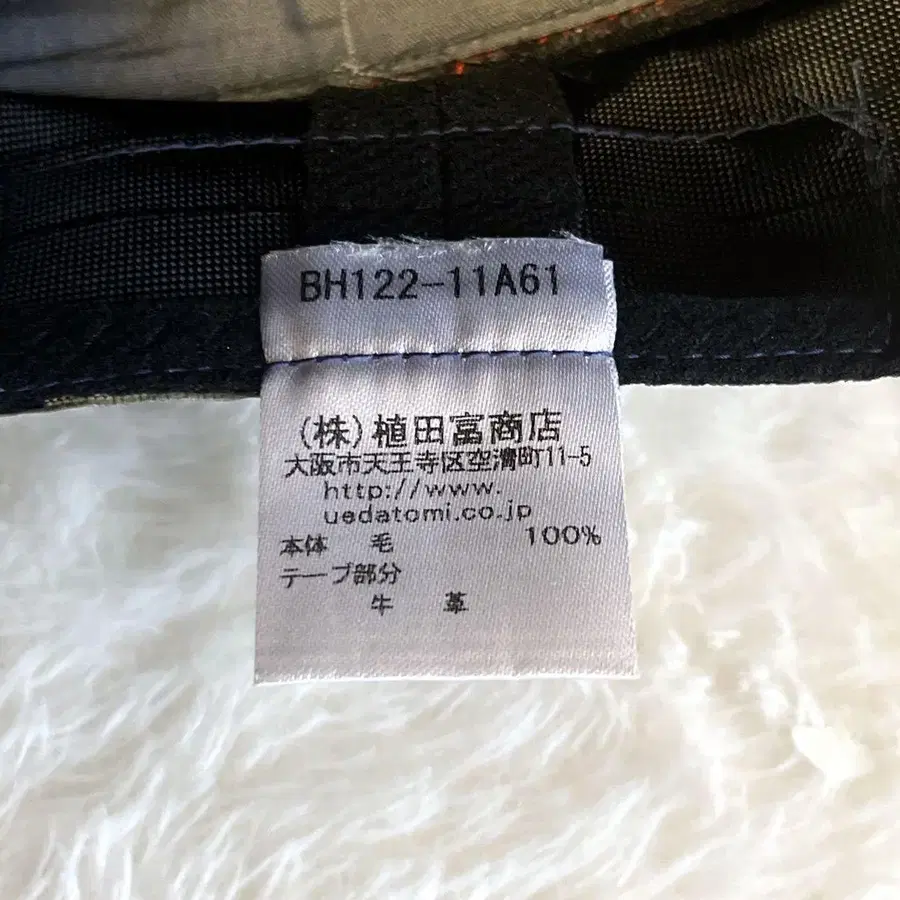 BH122-11A61
(株)植田富商店
大阪市天王寺区空清町11-5
http://www.
uedatomi.co.jp
本体 毛 100%
テープ部分
牛 革